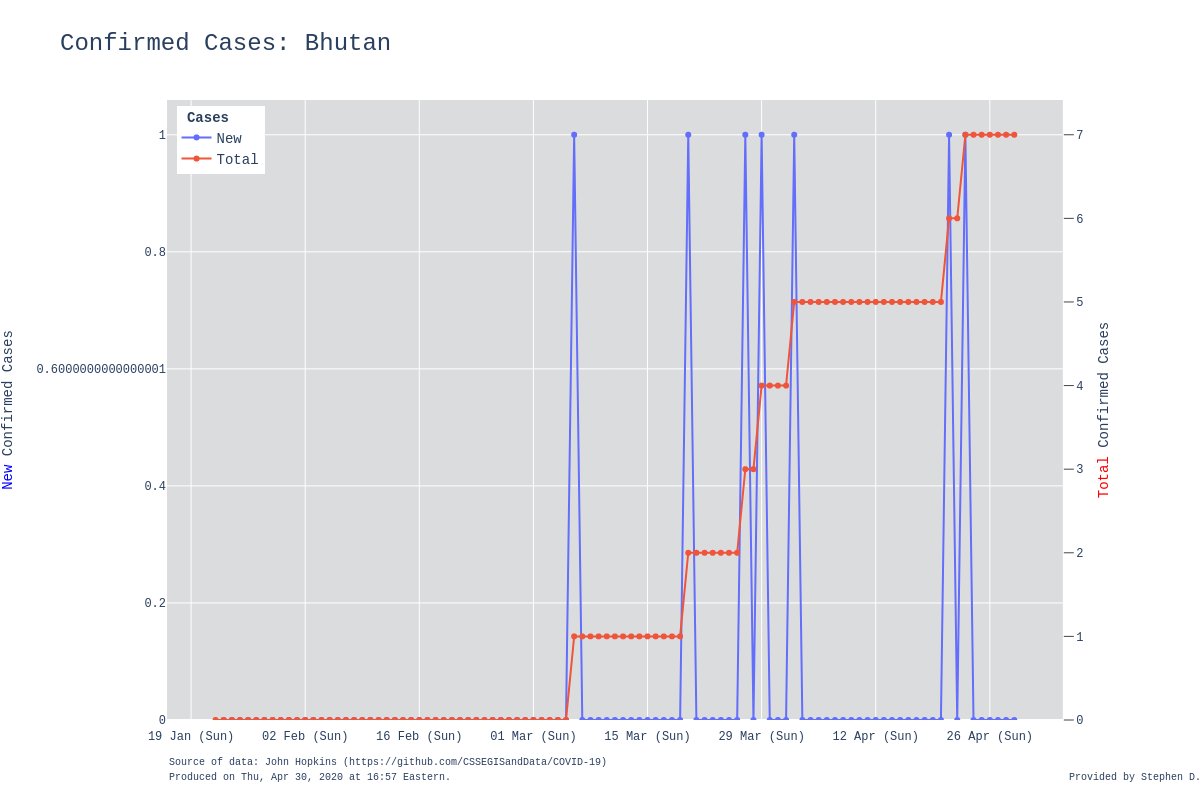 Confirmed Cases: Bhutan
Cases
New
Total
1
0.8
0.6000000000000001
0.4
0.2
0
New Confirmed Cases
7
6
5
4
3
2
1
0
Total Confirmed Cases
19 Jan (Sun) 02 Feb (Sun) 16 Feb (Sun) 01 Mar (Sun) 15 Mar (Sun) 29 Mar (Sun) 12 Apr (Sun) 26 Apr (Sun)
Source of data: John Hopkins (https://github.com/CSSEGISandData/COVID-19)
Produced on Thu, Apr 30, 2020 at 16:57 Eastern.
Provided by Stephen D.